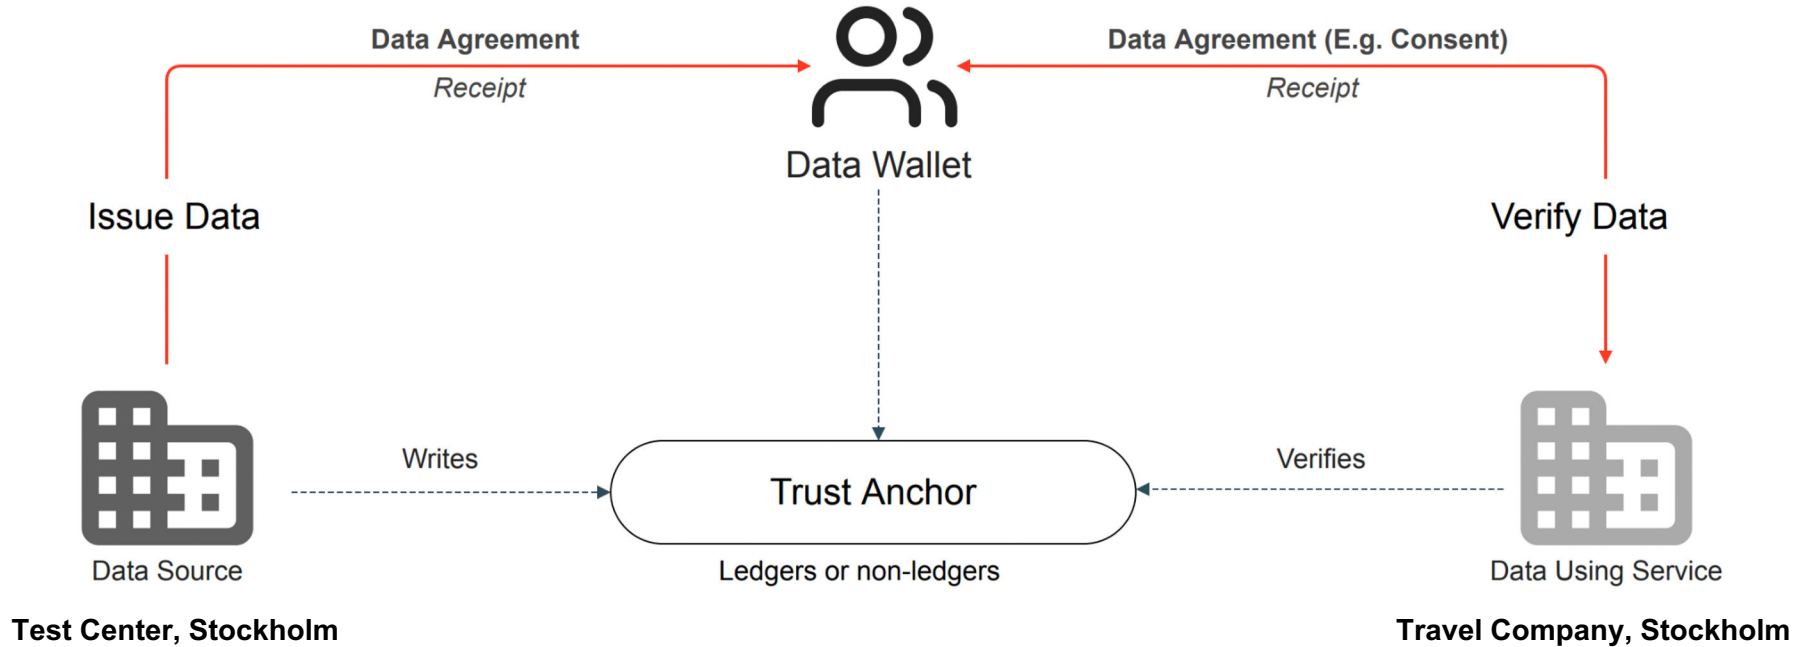 Data Agreement
Receipt
Data Agreement (E.g. Consent)
Receipt
Data Wallet
Issue Data
Verify Data
Writes
Trust Anchor
Verifies
Data Source
Ledgers or non-ledgers
Data Using Service
Test Center, Stockholm
Travel Company, Stockholm